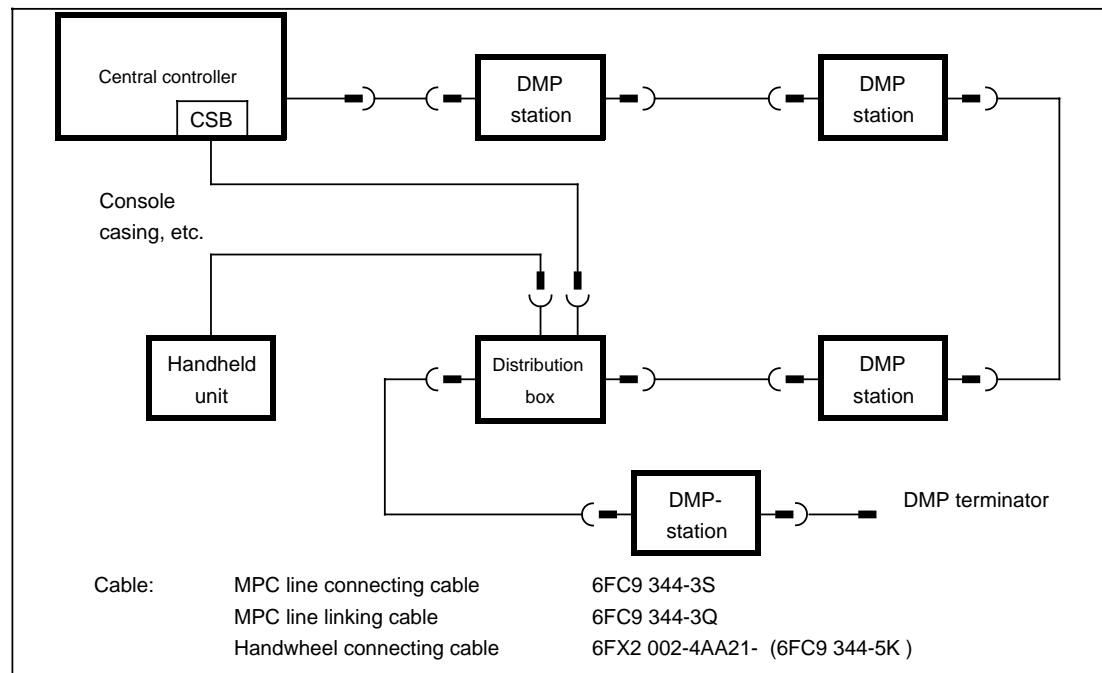 Central controller
CSB
DMP
station
DMP
station
Console
casing, etc.
Handheld
unit
Distribution
box
DMP
station
DMP-
station
DMP terminator
Cable: MPC line connecting cable 6FC9 344-3S
MPC line linking cable 6FC9 344-3Q
Handwheel connecting cable 6FX2 002-4AA21- (6FC9 344-5K )